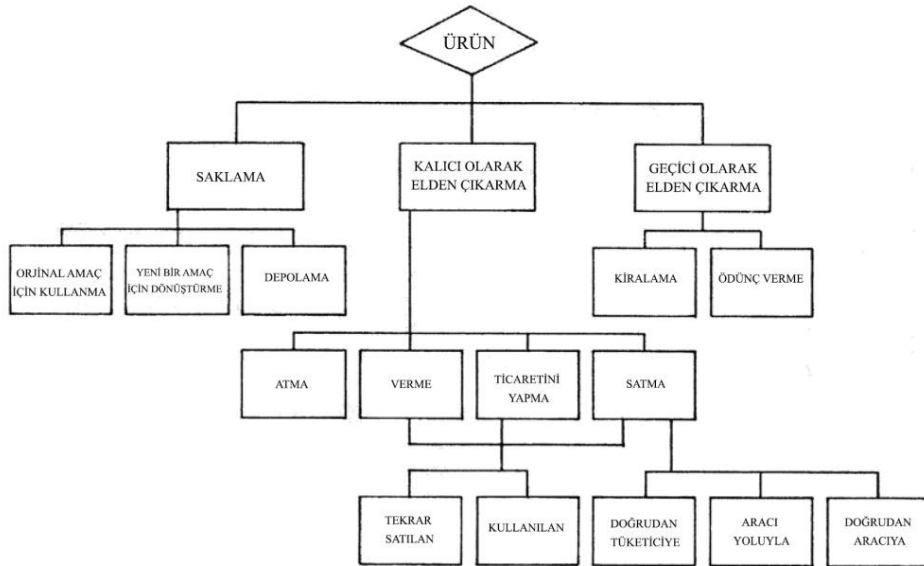 ÜRÜN
SAKLAMA
KALICI OLARAK
ELDEN ÇIKARMA
GEÇİCİ OLARAK
ELDEN ÇIKARMA
ORJİNAL AMAÇ
İÇİN KULLANMA
YENİ BİR AMAÇ
İÇİN DÖNÜŞTÜRME
DEPOLAMA
KİRALAMA
ÖDÜNÇ VERME
ATMA
VERME
TİCARETİNİ
YAPMA
SATMA
TEKRAR
SATILAN
KULLANILAN
DOĞRUDAN
TÜKETİCİYE
ARACI
YOLUYLA
DOĞRUDAN
ARACIYA